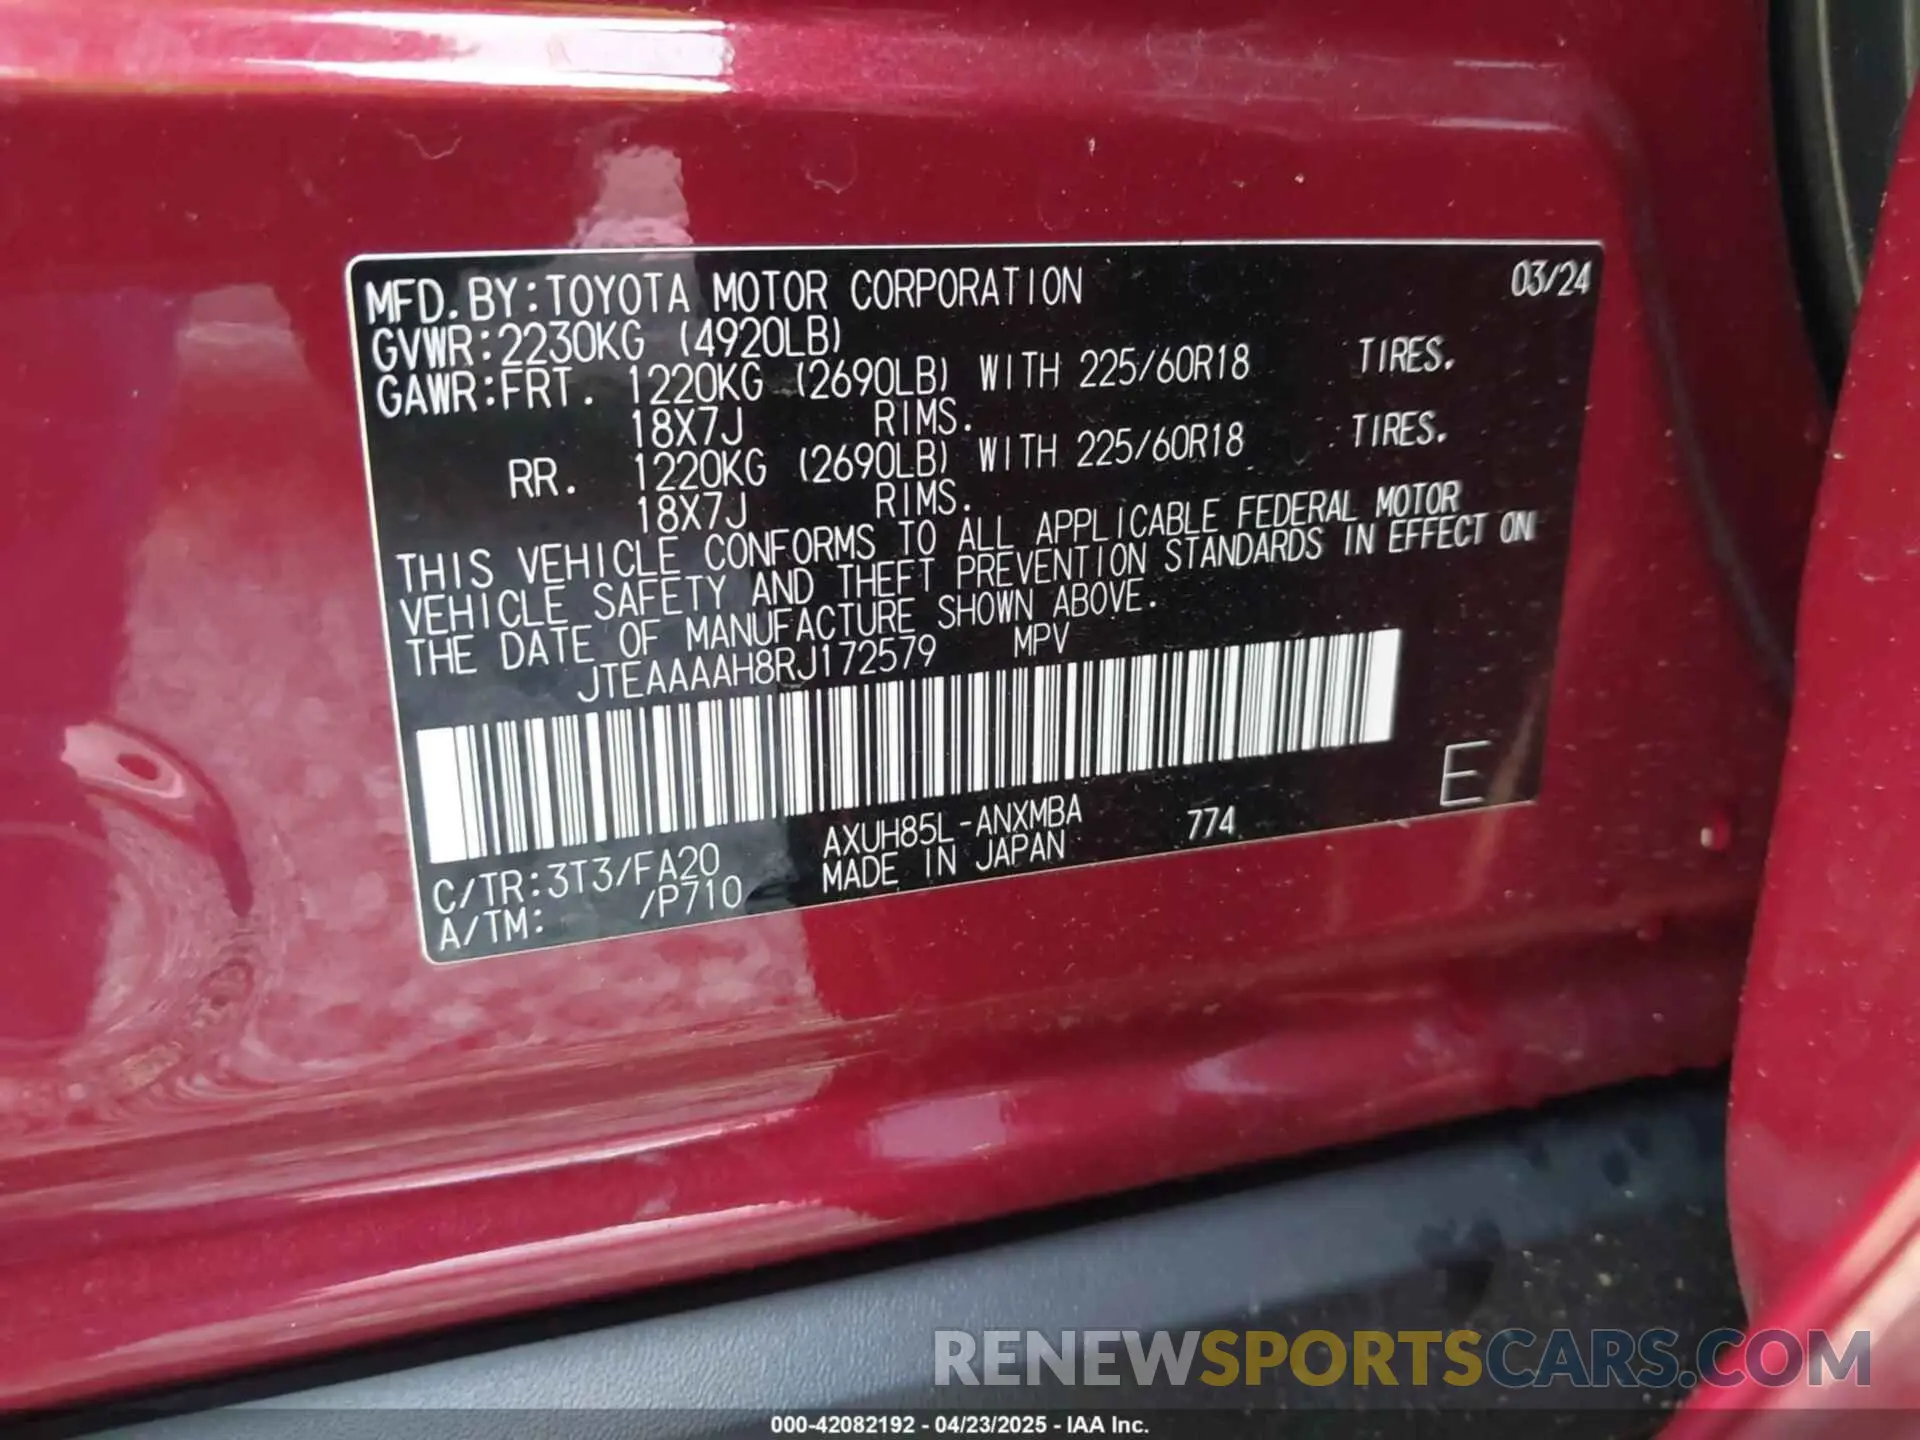 MFD. BY:TOYOTA MOTOR CORPORATION 03/24
GVWR:2230KG (4920LB)
GAWR:FRT. 1220KG (2690LB) WITH 225/60R18 TIRES.
18X7J RIMS.
RR. 1220KG (2690LB) WITH 225/60R18 TIRES.
18X7J RIMS.
THIS VEHICLE CONFORMS TO ALL APPLICABLE FEDERAL MOTOR
VEHICLE SAFETY AND THEFT PREVENTION STANDARDS IN EFFECT ON
THE DATE OF MANUFACTURE SHOWN ABOVE.
JTEAAAAH8RJ172579 MPV
E
C/TR:3T3/FA20 AXUH85L-ANXMBA 774
A/TM: /P710 MADE IN JAPAN
RENEWSPORTSCARS.COM
000-42082192 - 04/23/2025 - IAA Inc.